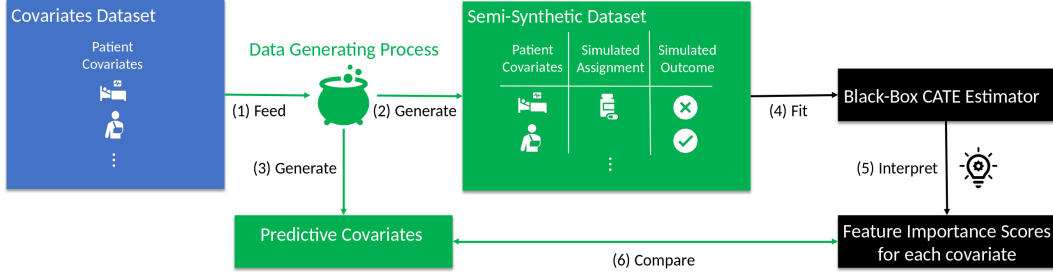 Covariates Dataset
Patient
Covariates
⋮
Data Generating Process
(1) Feed
(2) Generate
(3) Generate
Semi-Synthetic Dataset
Patient
Covariates
Simulated
Assignment
Simulated
Outcome
⋮
(4) Fit
Black-Box CATE Estimator
(5) Interpret
Predictive Covariates
(6) Compare
Feature Importance Scores
for each covariate